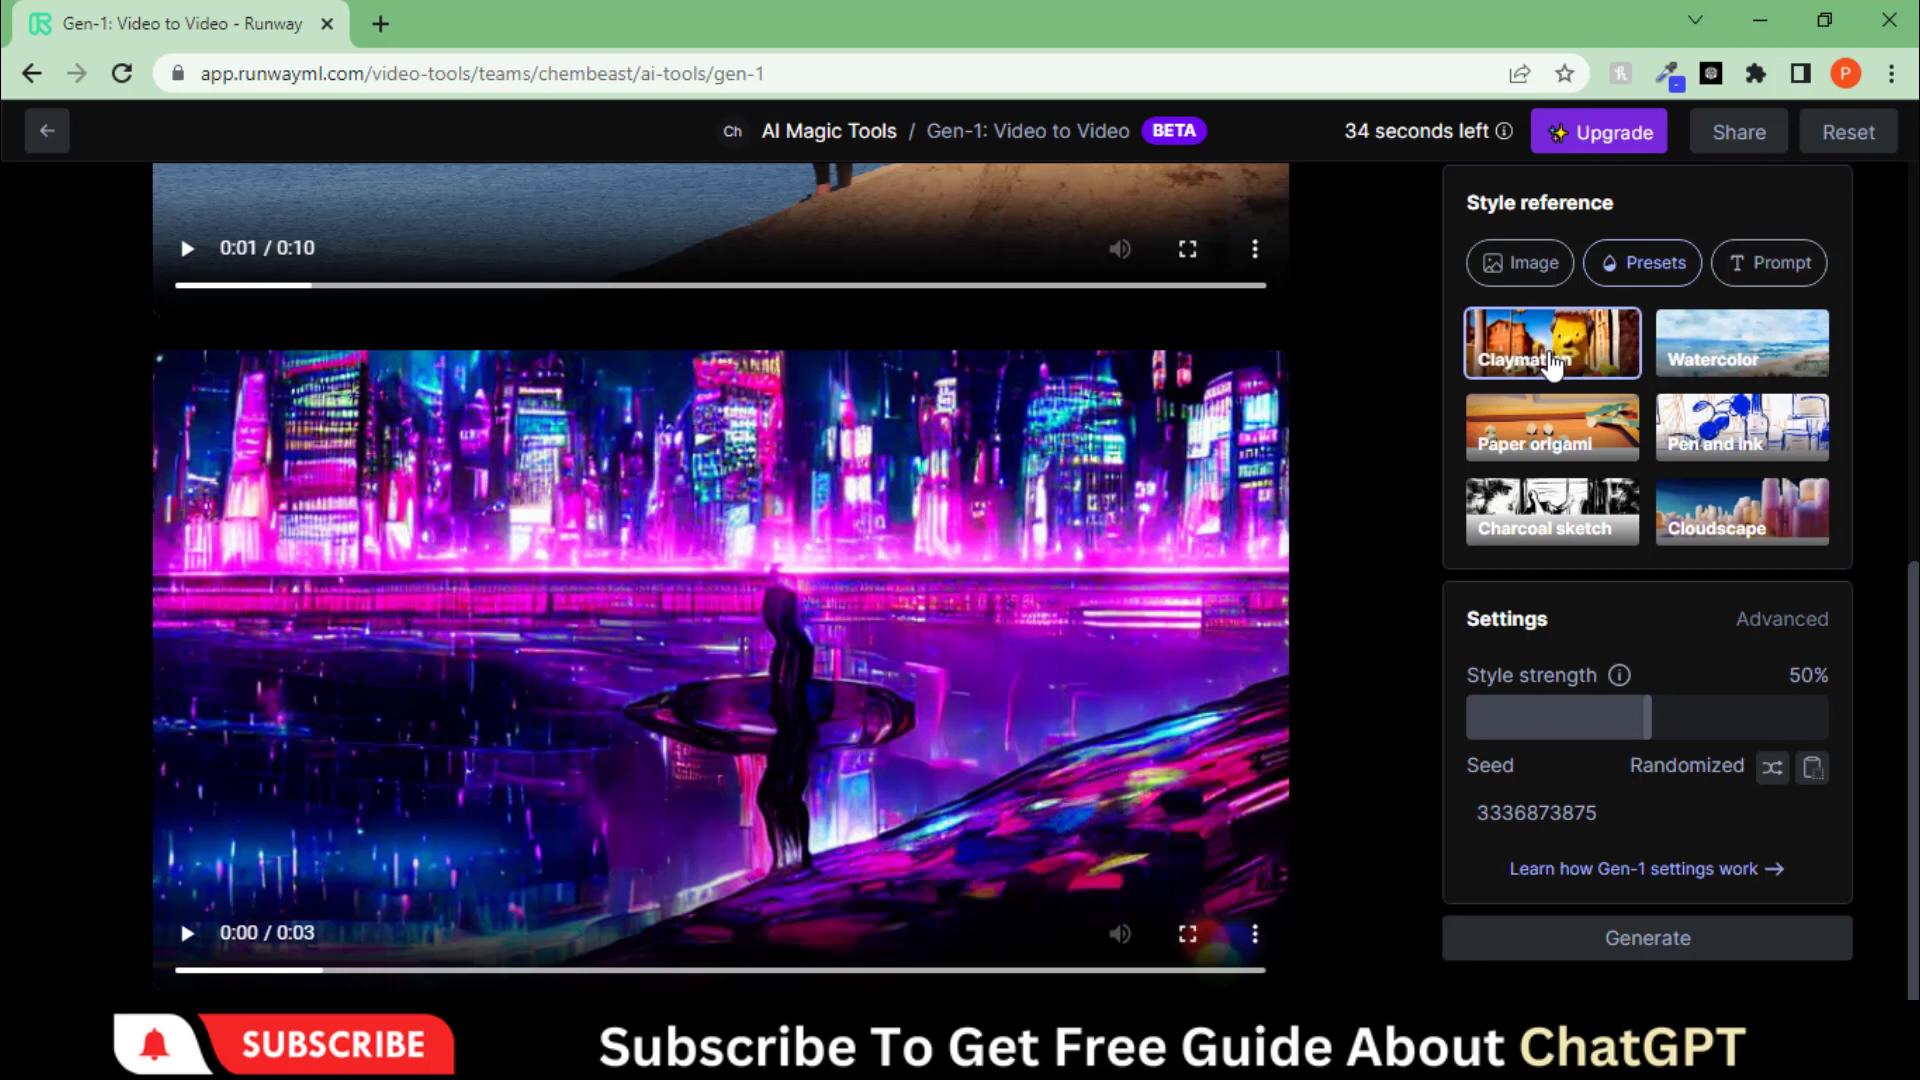 Gen-1: Video to Video - Runway
app.runwayml.com/video-tools/teams/chembeast/ai-tools/gen-1
P
Ch AI Magic Tools / Gen-1: Video to Video BETA
34 seconds left
Upgrade
Share
Reset
0:01 / 0:10
0:00 / 0:03
Style reference
Image
Presets
Prompt
Claymation
Watercolor
Paper origami
Pen and ink
Charcoal sketch
Cloudscape
Settings
Advanced
Style strength
50%
Seed
Randomized
3336873875
Learn how Gen-1 settings work →
Generate
SUBSCRIBE
Subscribe To Get Free Guide About ChatGPT